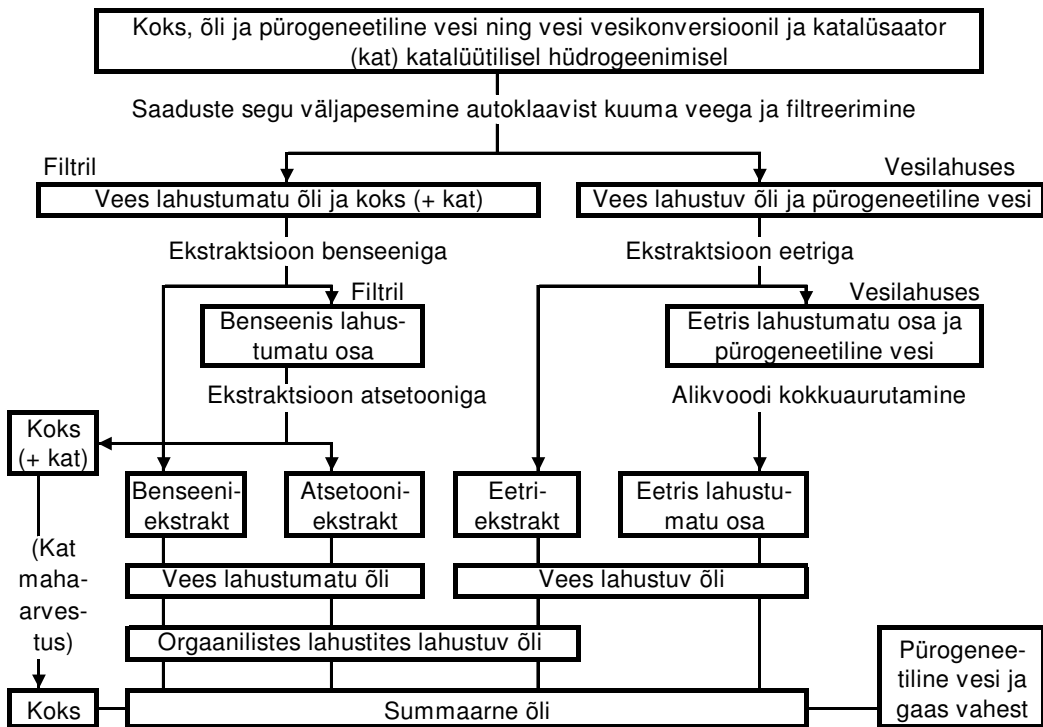 Koks, õli ja pürogeneetiline vesi ning vesi vesikonversioonil ja katalüsaator
(kat) katalüütilisel hüdrogeenimisel
Saaduste segu väljapesemine autoklaavist kuuma veega ja filtreerimine
Filtril
Vesilahuses
Vees lahustumatu õli ja koks (+ kat)
Vees lahustuv õli ja pürogeneetiline vesi
Ekstraktsioon benseeniga
Ekstraktsioon eetriga
Filtril
Vesilahuses
Benseenis lahus-
tumatu osa
Eetris lahustumatu osa ja
pürogeneetiline vesi
Ekstraktsioon atsetooniga
Alikvoodi kokkuaurutamine
Koks
(+ kat)
Benseeni-
ekstrakt
Atsetooni-
ekstrakt
Eetri-
ekstrakt
Eetris lahustu-
matu osa
(Kat
maha-
arves-
tus)
Vees lahustumatu õli
Vees lahustuv õli
Orgaanilistes lahustites lahustuv õli
Koks
Summaarne õli
Pürogenee-
tiline vesi ja
gaas vahest